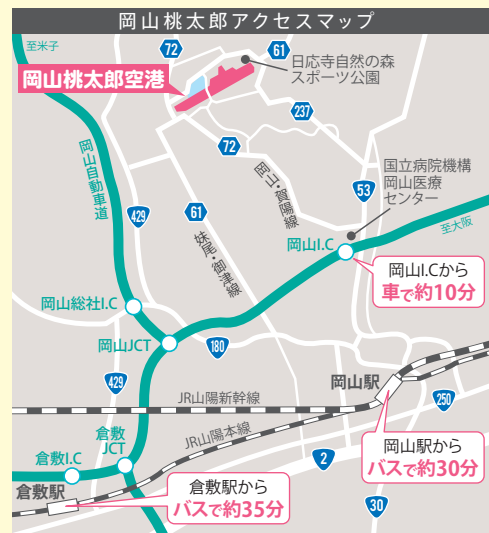 岡山桃太郎アクセスマップ
至米子
72
61
日応寺自然の森
スポーツ公園
岡山桃太郎空港
237
72
岡山・賀陽線
国立病院機構
岡山医療
センター
53
岡山自動車道
429
61
妹尾・御津線
至大阪
岡山I.C
岡山I.Cから
車で約10分
岡山総社I.C
岡山JCT
180
429
岡山駅
JR山陽新幹線
250
JR山陽本線
倉敷
JCT
岡山駅から
バスで約30分
倉敷I.C
2
倉敷駅
倉敷駅から
バスで約35分
30